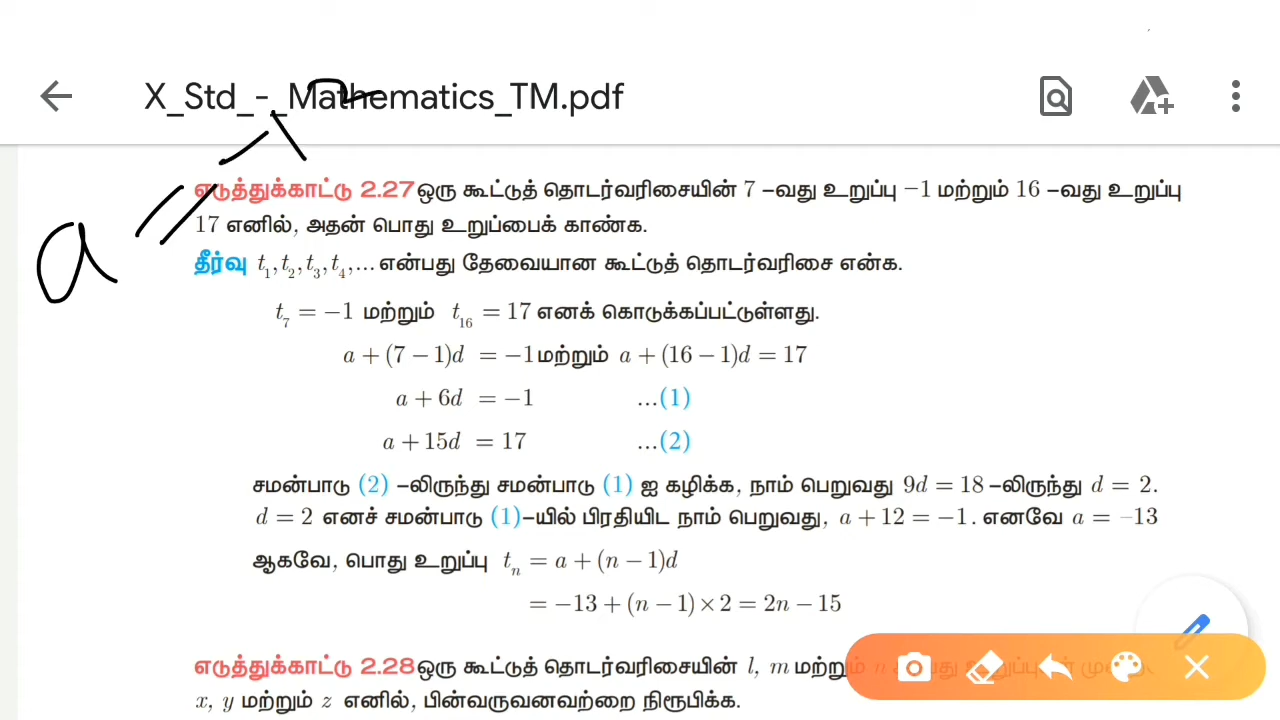 X_Std_-_Mathematics_TM.pdf
எடுத்துக்காட்டு 2.27 ஒரு கூட்டுத் தொடர்வரிசையின் 7 –வது உறுப்பு −1 மற்றும் 16 –வது உறுப்பு
17 எனில், அதன் பொது உறுப்பைக் காண்க.
a =
தீர்வு t₁, t₂, t₃, t₄, ... என்பது தேவையான கூட்டுத் தொடர்வரிசை என்க.
t₇ = −1 மற்றும் t₁₆ = 17 எனக் கொடுக்கப்பட்டுள்ளது.
a + (7 − 1)d = −1 மற்றும் a + (16 − 1)d = 17
a + 6d = −1 ...(1)
a + 15d = 17 ...(2)
சமன்பாடு (2) –லிருந்து சமன்பாடு (1) ஐ கழிக்க, நாம் பெறுவது 9d = 18 –லிருந்து d = 2.
d = 2 எனச் சமன்பாடு (1)–யில் பிரதியிட நாம் பெறுவது, a + 12 = −1. எனவே a = –13
ஆகவே, பொது உறுப்பு tₙ = a + (n − 1)d
= −13 + (n − 1) × 2 = 2n − 15
எடுத்துக்காட்டு 2.28 ஒரு கூட்டுத் தொடர்வரிசையின் l, m மற்றும்
x, y மற்றும் z எனில், பின்வருவனவற்றை நிரூபிக்க.